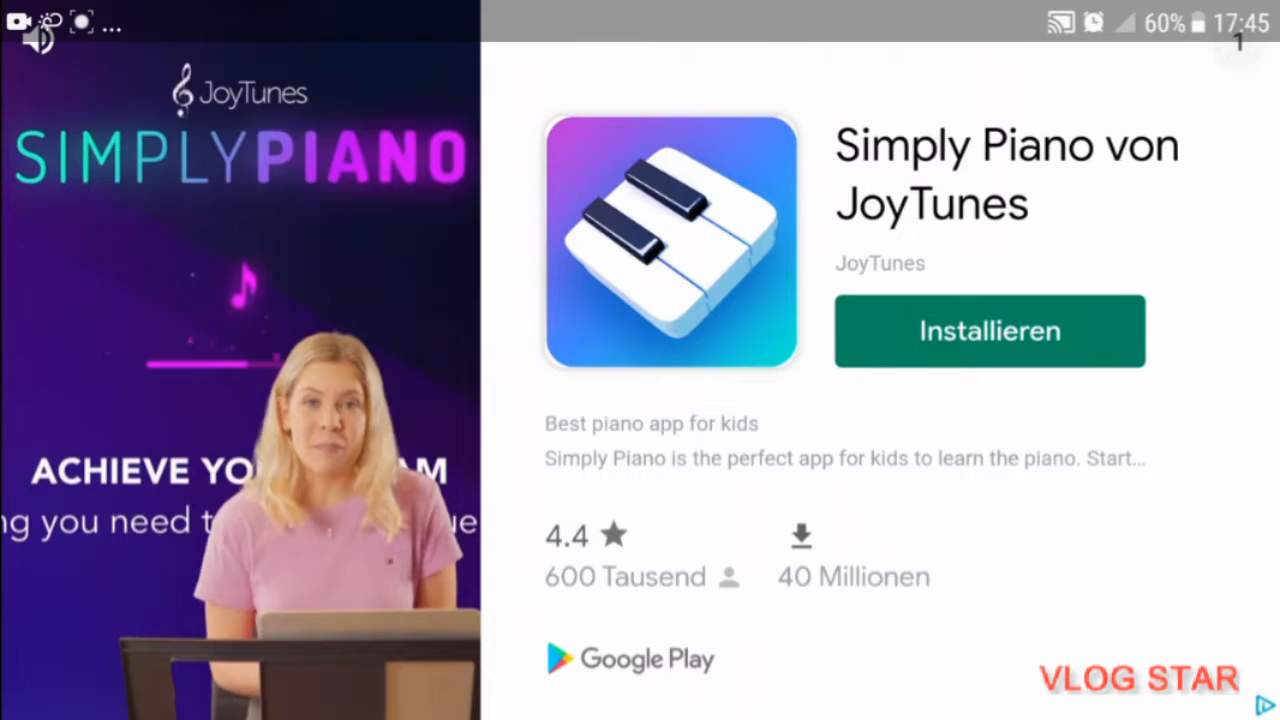 ... 60% 17:45
1
JoyTunes
SIMPLYPIANO
ACHIEVE YO AM
ng you need t ue
Simply Piano von
JoyTunes
JoyTunes
Installieren
Best piano app for kids
Simply Piano is the perfect app for kids to learn the piano. Start...
4.4
600 Tausend 40 Millionen
Google Play
VLOG STAR